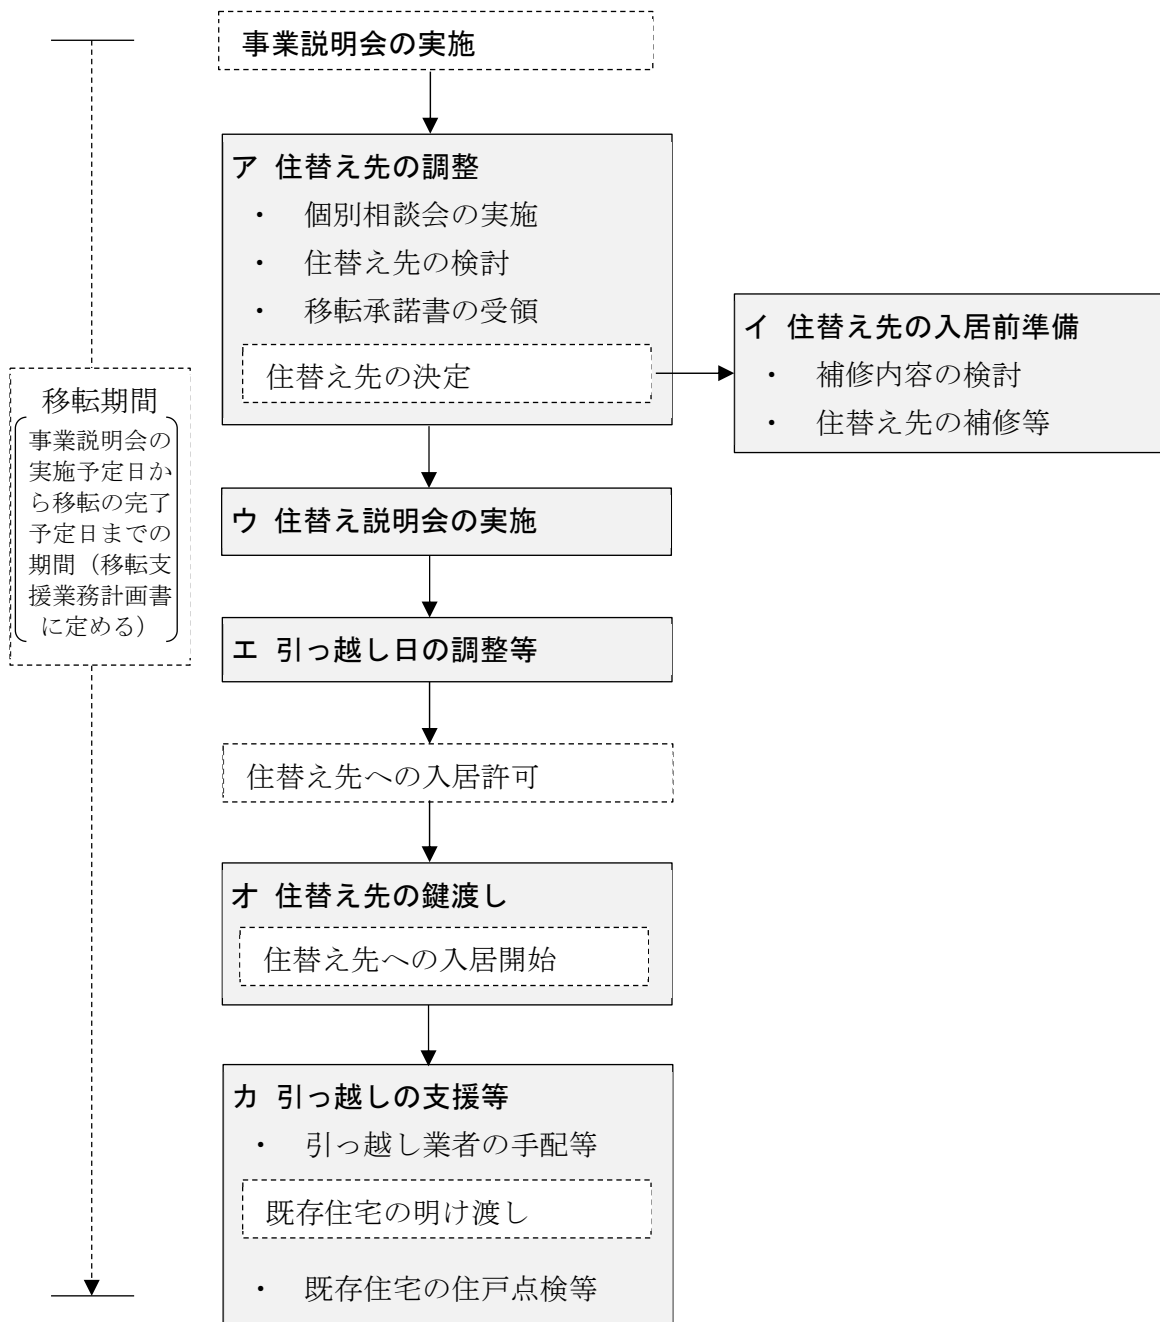 事業説明会の実施
ア 住替え先の調整
・ 個別相談会の実施
・ 住替え先の検討
・ 移転承諾書の受領
住替え先の決定
イ 住替え先の入居前準備
・ 補修内容の検討
・ 住替え先の補修等
移転期間
事業説明会の
実施予定日か
ら移転の完了
予定日までの
期間（移転支
援業務計画書
に定める）
ウ 住替え説明会の実施
エ 引っ越し日の調整等
住替え先への入居許可
オ 住替え先の鍵渡し
住替え先への入居開始
カ 引っ越しの支援等
・ 引っ越し業者の手配等
既存住宅の明け渡し
・ 既存住宅の住戸点検等